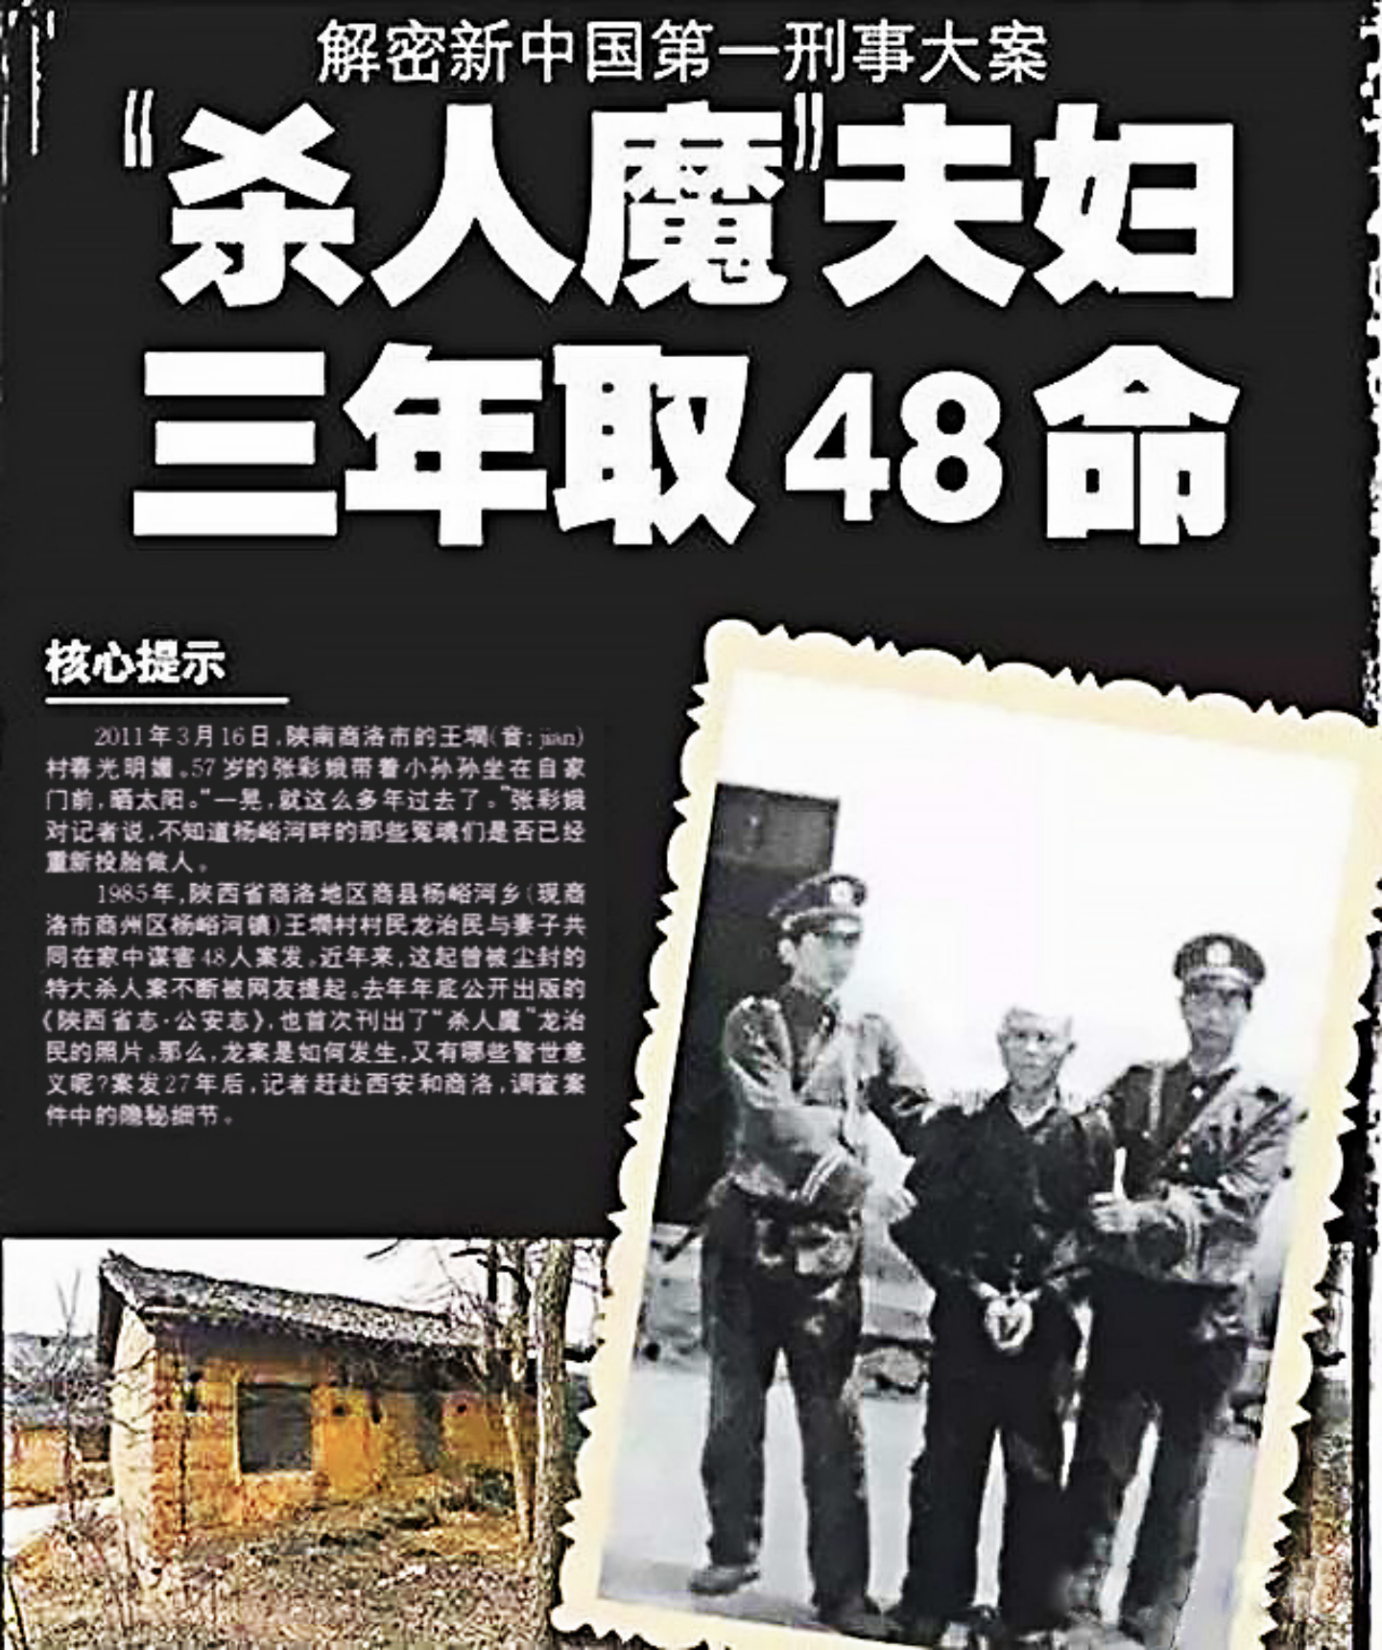 解密新中国第一刑事大案
“杀人魔”夫妇
三年取48命
核心提示
2011年3月16日,陕南商洛市的王墹(音:jian)
村春光明媚。57岁的张彩娥带着小孙孙坐在自家
门前,晒太阳。“一晃,就这么多年过去了。”张彩娥
对记者说,不知道杨峪河畔的那些冤魂们是否已经
重新投胎做人。
1985年,陕西省商洛地区商县杨峪河乡(现商
洛市商州区杨峪河镇)王墹村村民龙治民与妻子共
同在家中谋害48人案发。近年来,这起曾被尘封的
特大杀人案不断被网友提起。去年年底公开出版的
《陕西省志·公安志》,也首次刊出了“杀人魔”龙治
民的照片。那么,龙案是如何发生,又有哪些警世意
义呢?案发27年后,记者赶赴西安和商洛,调查案
件中的隐秘细节。